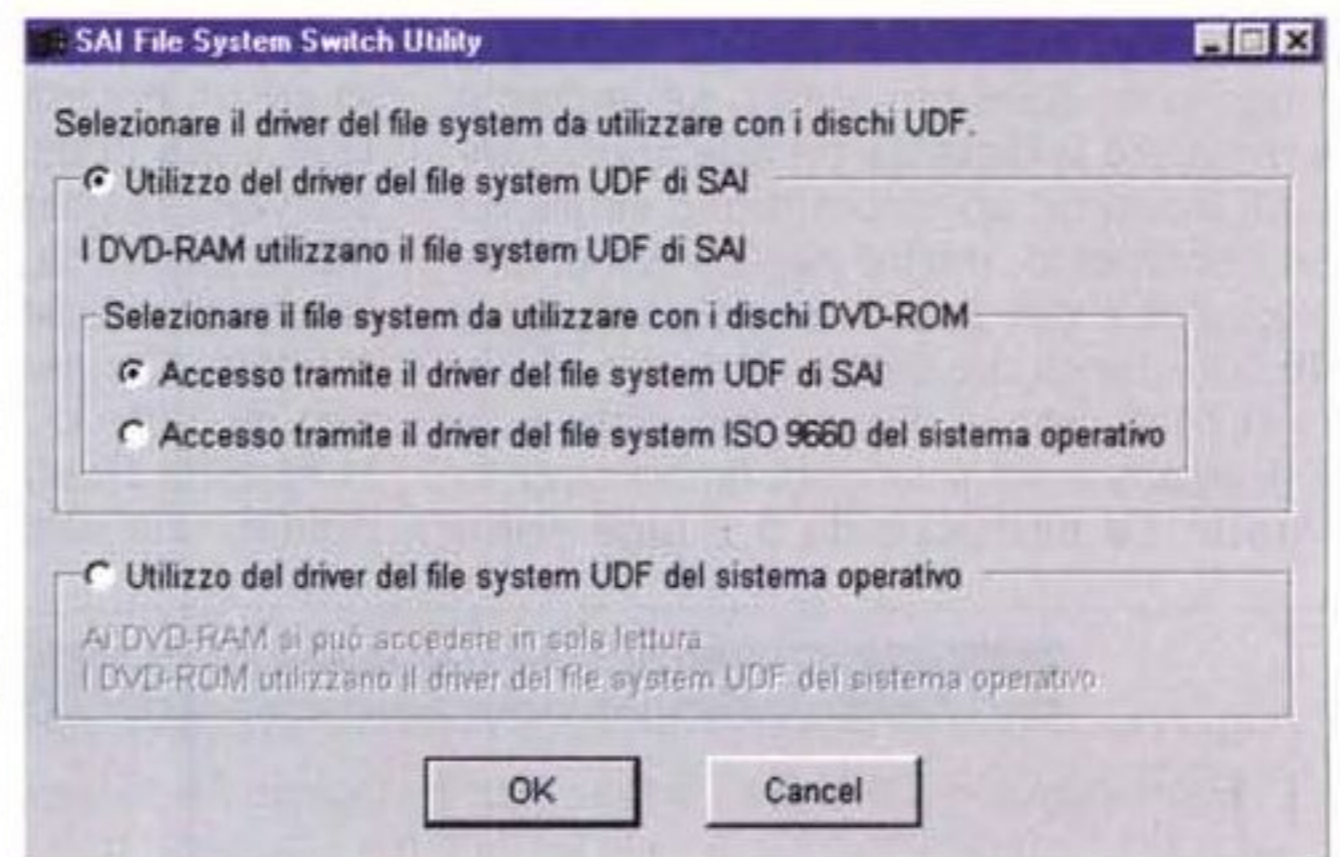 SAI File System Switch Utility
Selezionare il driver del file system da utilizzare con i dischi UDF.
Utilizzo del driver del file system UDF di SAI
I DVD-RAM utilizzano il file system UDF di SAI
Selezionare il file system da utilizzare con i dischi DVD-ROM
Accesso tramite il driver del file system UDF di SAI
Accesso tramite il driver del file system ISO 9660 del sistema operativo
Utilizzo del driver del file system UDF del sistema operativo
Ai DVD-RAM si può accedere in sola lettura
I DVD-ROM utilizzano il driver del file system UDF del sistema operativo
OK
Cancel